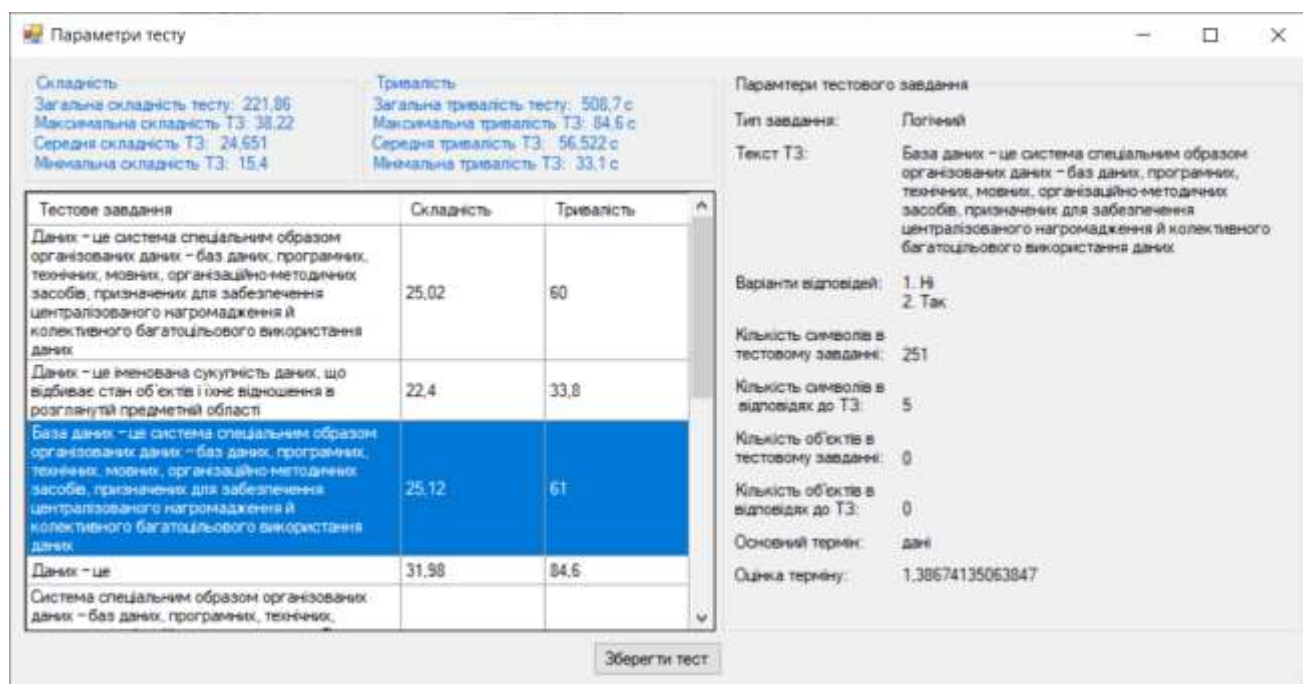 Параметри тесту
Складність
Загальна складність тесту: 221,86
Максимальна складність ТЗ: 38,22
Середня складність ТЗ: 24,651
Мінімальна складність ТЗ: 15,4
Тривалість
Загальна тривалість тесту: 508,7 с
Максимальна тривалість ТЗ: 84,6 с
Середня тривалість ТЗ: 56,522 с
Мінімальна тривалість ТЗ: 33,1 с
Тестове завдання Складність Тривалість
Даних – це система спеціальним образом
організованих даних – баз даних, програмних,
технічних, мовних, організаційно-методичних
засобів, призначених для забезпечення
централізованого нагромадження й
колективного багатоцільового використання
даних
25,02 60
Даних – це іменована сукупність даних, що
відбиває стан об'єктів і їхнє відношення в
розглянутій предметній області
22,4 33,8
База даних – це система спеціальним образом
організованих даних – баз даних, програмних,
технічних, мовних, організаційно-методичних
засобів, призначених для забезпечення
централізованого нагромадження й
колективного багатоцільового використання
даних
25,12 61
Даних – це 31,98 84,6
Система спеціальним образом організованих
даних – баз даних, програмних, технічних,
Парамтери тестового завдання
Тип завдання: Логічний
Текст ТЗ: База даних – це система спеціальним образом
організованих даних – баз даних, програмних,
технічних, мовних, організаційно-методичних
засобів, призначених для забезпечення
централізованого нагромадження й колективного
багатоцільового використання даних
Варіанти відповідей: 1. Ні
2. Так
Кількість символів в
тестовому завданні: 251
Кількість символів в
відповідях до ТЗ: 5
Кількість об'єктів в
тестовому завданні: 0
Кількість об'єктів в
відповідях до ТЗ: 0
Основний термін: дані
Оцінка терміну: 1,38674135063847
Зберегти тест